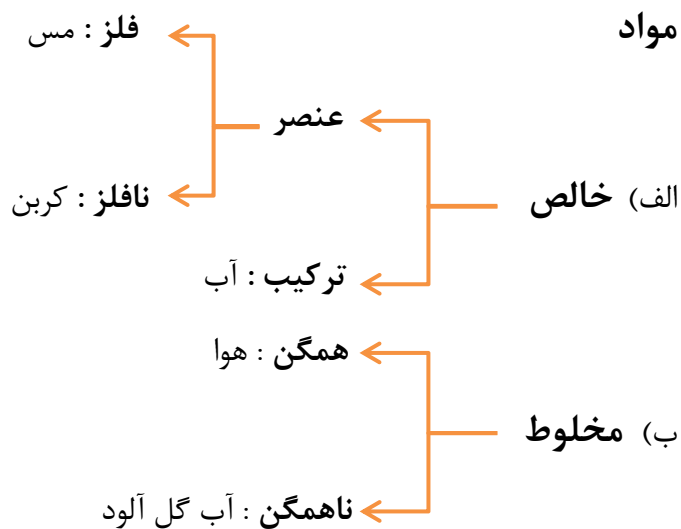 مواد
الف) خالص
عنصر
فلز : مس
نافلز : کربن
ترکیب : آب
ب) مخلوط
همگن : هوا
ناهمگن : آب گل آلود